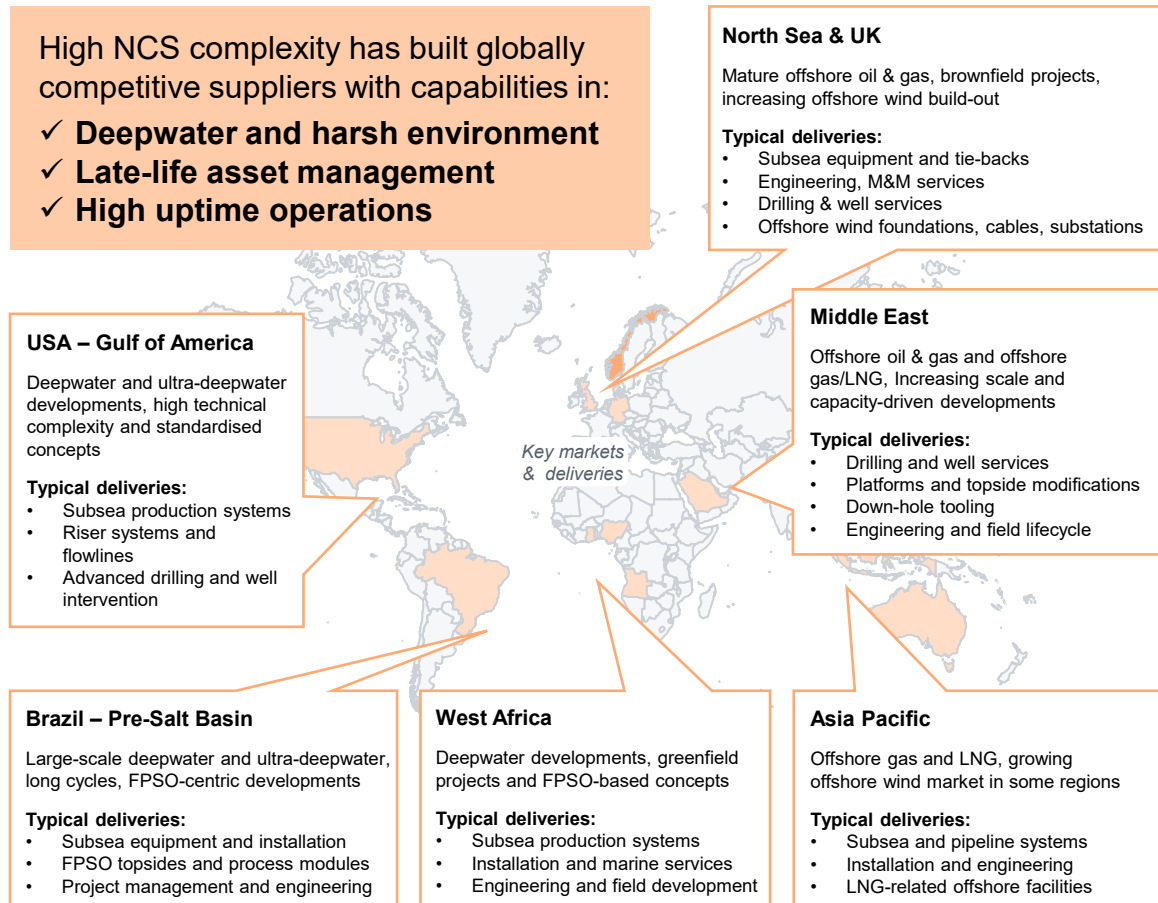 High NCS complexity has built globally
competitive suppliers with capabilities in:
✓ Deepwater and harsh environment
✓ Late-life asset management
✓ High uptime operations
North Sea & UK
Mature offshore oil & gas, brownfield projects,
increasing offshore wind build-out
Typical deliveries:
• Subsea equipment and tie-backs
• Engineering, M&M services
• Drilling & well services
• Offshore wind foundations, cables, substations
USA – Gulf of America
Deepwater and ultra-deepwater
developments, high technical
complexity and standardised
concepts
Typical deliveries:
• Subsea production systems
• Riser systems and
flowlines
• Advanced drilling and well
intervention
Key markets
& deliveries
Middle East
Offshore oil & gas and offshore
gas/LNG, Increasing scale and
capacity-driven developments
Typical deliveries:
• Drilling and well services
• Platforms and topside modifications
• Down-hole tooling
• Engineering and field lifecycle
Brazil – Pre-Salt Basin
Large-scale deepwater and ultra-deepwater,
long cycles, FPSO-centric developments
Typical deliveries:
• Subsea equipment and installation
• FPSO topsides and process modules
• Project management and engineering
West Africa
Deepwater developments, greenfield
projects and FPSO-based concepts
Typical deliveries:
• Subsea production systems
• Installation and marine services
• Engineering and field development
Asia Pacific
Offshore gas and LNG, growing
offshore wind market in some regions
Typical deliveries:
• Subsea and pipeline systems
• Installation and engineering
• LNG-related offshore facilities